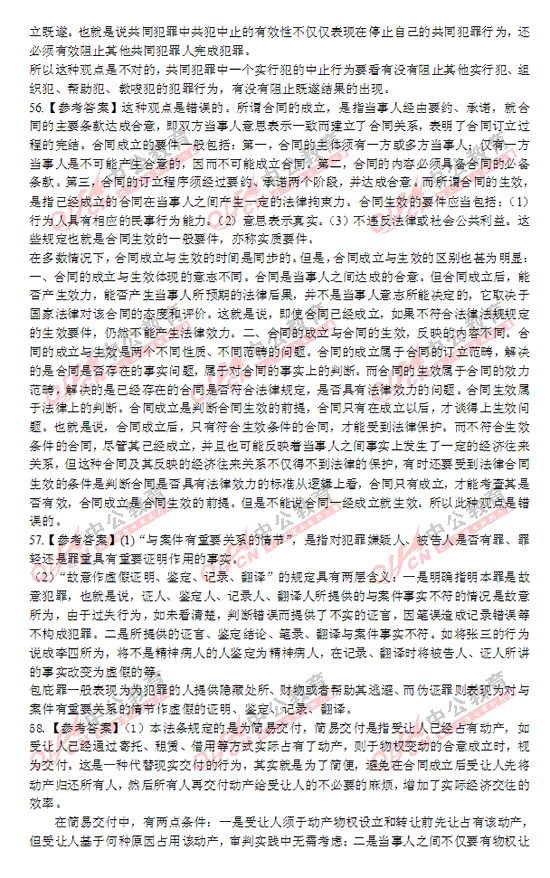 立既遂。也就是说共同犯罪中共犯中止的有效性不仅仅表现在停止自己的共同犯罪行为，还
必须有效阻止其他共同犯罪人完成犯罪。
所以这种观点是不对的，共同犯罪中一个实行犯的中止行为要看有没有阻止其他实行犯、组
织犯、帮助犯、教唆犯的犯罪行为，有没有阻止既遂结果的出现。
56.【参考答案】这种观点是错误的。所谓合同的成立，是指当事人经由要约、承诺，就合
同的主要条款达成合意，即双方当事人意思表示一致而建立了合同关系，表明了合同订立过
程的完结。合同成立的要件一般包括：第一，合同的主体须有一方或多方当事人；仅有一方
当事人是不可能产生合意的，因而不可能成立合同。第二，合同的内容必须具备合同的必备
条款。第三，合同的订立程序须经过要约、承诺两个阶段，并达成合意。而所谓合同的生效，
是指已经成立的合同在当事人之间产生一定的法律拘束力。合同生效的要件应当包括：（1）
行为人具有相应的民事行为能力。（2）意思表示真实。（3）不违反法律或社会公共利益。这
些规定也就是合同生效的一般要件，亦称实质要件。
在多数情况下，合同成立与生效的时间是同步的。但是，合同成立与生效的区别也甚为明显：
一、合同的成立与生效体现的意志不同。合同是当事人之间达成的合意。但合同成立后，能
否产生效力，能否产生当事人所预期的法律后果，并不是当事人意志所能决定的，它取决于
国家法律对该合同的态度和评价。这就是说，即使合同已经成立，如果不符合法律法规规定
的生效要件，仍然不能产生法律效力。二、合同的成立与合同的生效，反映的内容不同。合
同的成立与生效是两个不同性质、不同范畴的问题。合同的成立属于合同的订立范畴，解决
的是合同是否存在的事实问题，属于对合同的事实上的判断。而合同的生效属于合同的效力
范畴，解决的是已经存在的合同是否符合法律规定，是否具有法律效力的问题。合同生效属
于法律上的判断。合同成立是判断合同生效的前提，合同只有在成立以后，才谈得上生效问
题。也就是说，合同成立后，只有符合生效条件的合同，才能受到法律保护。而不符合生效
条件的合同，尽管其已经成立，并且也可能反映着当事人之间事实上发生了一定的经济往来
关系，但这种合同及其反映的经济往来关系不仅得不到法律的保护，有时还要受到法律合同
生效的条件是判断合同是否具有法律效力的标准从逻辑上看，合同只有成立，才能考查其是
否有效，合同成立是合同生效的前提。但是不能说合同一经成立就生效。所以此种观点是错
误的。
57.【参考答案】(1)“与案件有重要关系的情节”，是指对犯罪嫌疑人、被告人是否有罪、罪
轻还是罪重具有重要证明作用的事实。
（2）“故意作虚假证明、鉴定、记录、翻译”的规定具有两层含义：一是明确指明本罪是故
意犯罪，也就是说，证人、鉴定人、记录人、翻译人所提供的与案件事实不符的情况是故意
所为，由于过失行为，如未看清楚，判断错误而提供了不实的证言，因笔误造成记录错误等
不构成犯罪。二是所提供的证言、鉴定结论、笔录、翻译与案件事实不符。如将张三的行为
说成李四所为，将不是精神病人的人鉴定为精神病人，在记录、翻译时将被告人、证人所讲
的事实改变为虚假的等。
包庇罪一般表现为为犯罪的人提供隐藏处所、财物或者帮助其逃避、而伪证罪则表现为对与
案件有重要关系的情节作虚假的证明、鉴定、记录、翻译。
58.【参考答案】（1）本法条规定的是为简易交付，简易交付是指受让人已经占有动产，如
受让人已经通过寄托、租赁、借用等方式实际占有了动产，则于物权变动的合意成立时，视
为交付。这是一种代替现实交付的行为，其实就是为了简便，避免在合同成立后受让人先将
动产归还所有人，然后所有人再交付动产给受让人的不必要的麻烦，增加了实际经济交往的
效率。
在简易交付中，有两点条件：一是受让人须于动产物权设立和转让前先让占有该动产，
但受让人基于何种原因占用该动产，审判实践中无需考虑；二是当事人之间不仅要有物权让